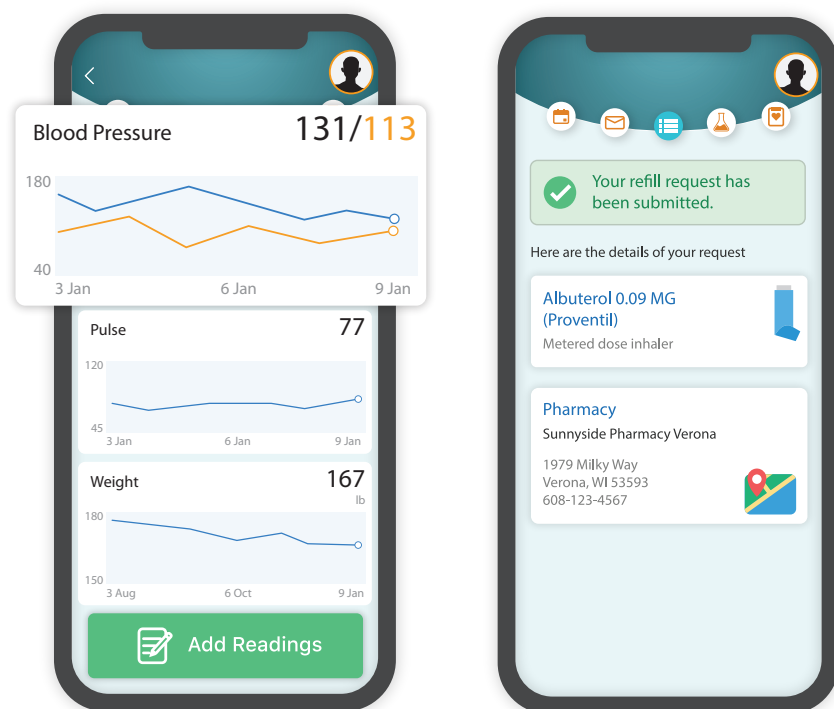 Blood Pressure 131/113
180
40
3 Jan 6 Jan 9 Jan
Pulse 77
120
45
3 Jan 6 Jan 9 Jan
Weight 167
lb
180
150
3 Aug 6 Oct 9 Jan
Add Readings
Your refill request has
been submitted.
Here are the details of your request
Albuterol 0.09 MG
(Proventil)
Metered dose inhaler
Pharmacy
Sunnyside Pharmacy Verona
1979 Milky Way
Verona, WI 53593
608-123-4567